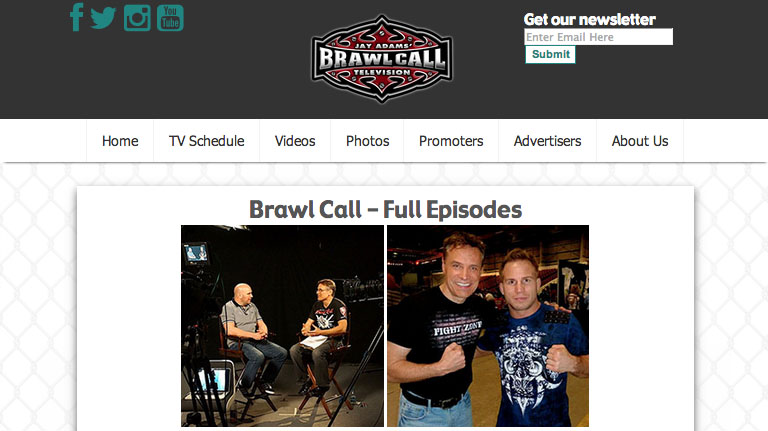 You
Tube
JAY ADAMS'
BRAWL CALL
TELEVISION
Get our newsletter
Enter Email Here
Submit
Home
TV Schedule
Videos
Photos
Promoters
Advertisers
About Us
Brawl Call – Full Episodes
FIGHT ZONE